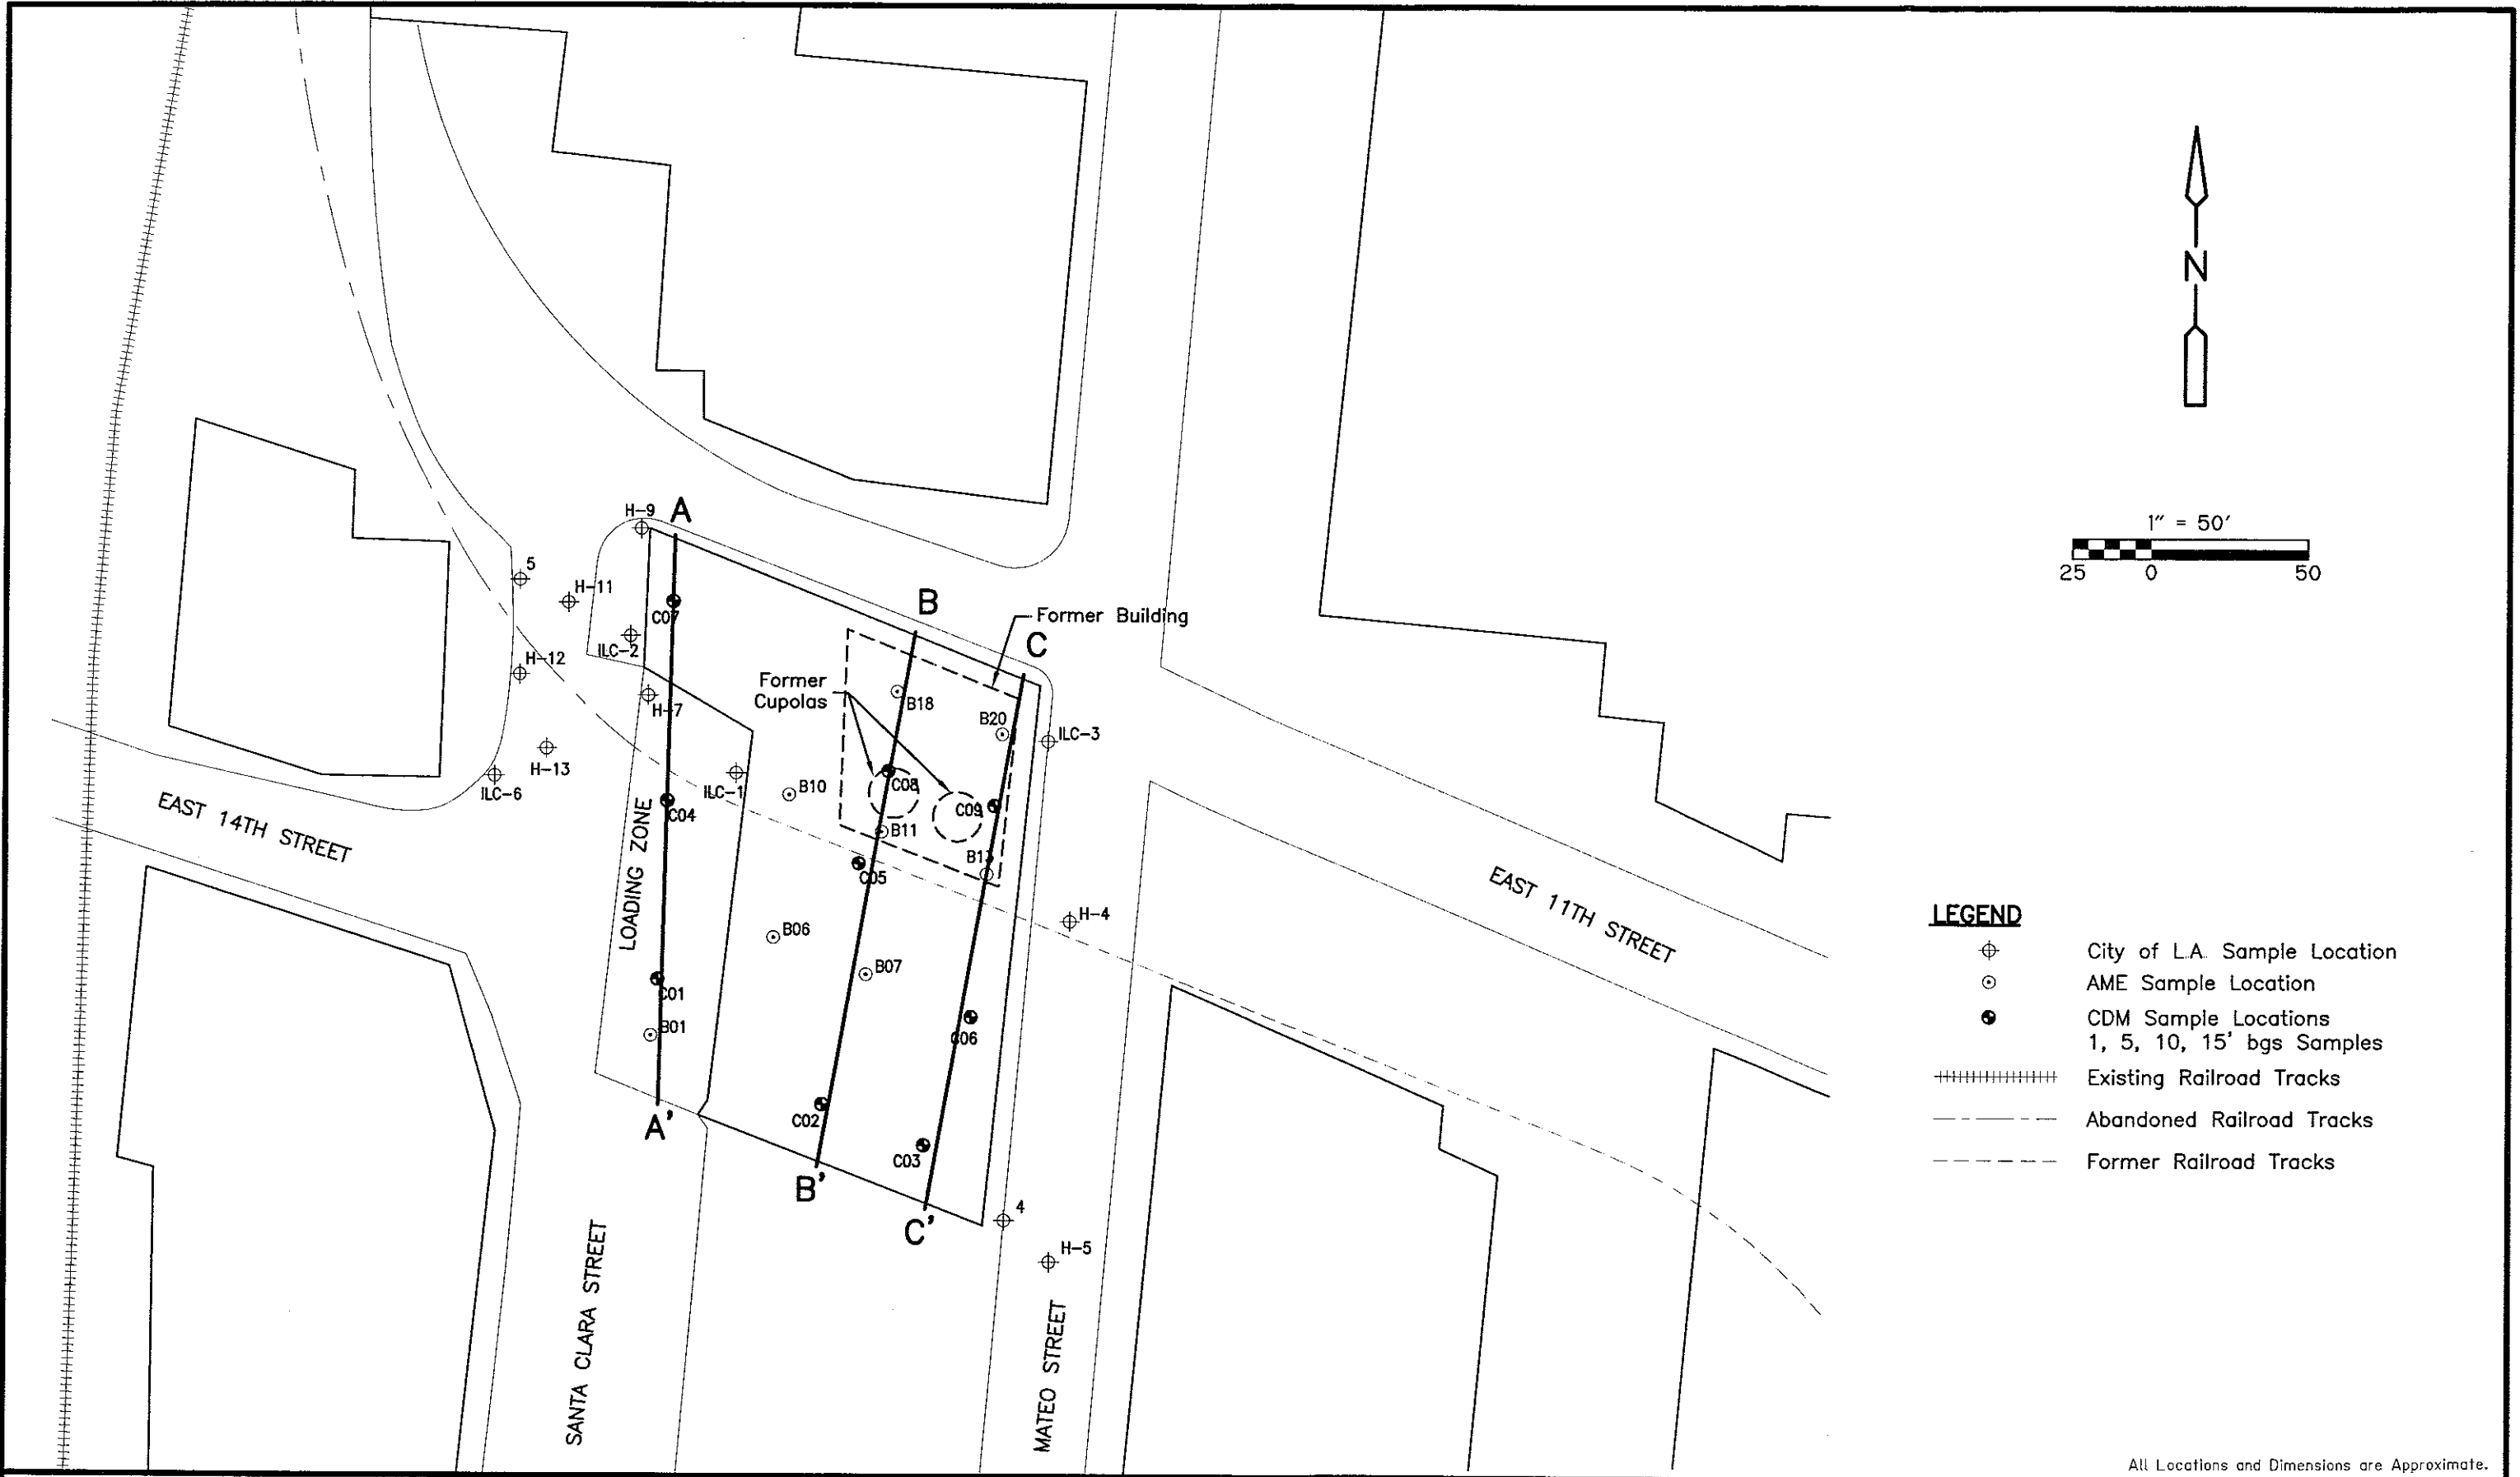 N
1" = 50'
25 0 50
H-9
A
5
H-11
C07
ILC-2
H-12
H-7
B
Former Building
C
Former
Cupolas
B18
B20
ILC-3
H-13
ILC-6
ILC-1
B10
C08
C09
C04
B11
B13
C05
EAST 14TH STREET
LOADING ZONE
EAST 11TH STREET
H-4
B06
B07
C01
B01
C06
A'
C02
C03
B'
C'
4
H-5
SANTA CLARA STREET
MATEO STREET
LEGEND
City of L.A. Sample Location
AME Sample Location
CDM Sample Locations
1, 5, 10, 15' bgs Samples
Existing Railroad Tracks
Abandoned Railroad Tracks
Former Railroad Tracks
All Locations and Dimensions are Approximate.